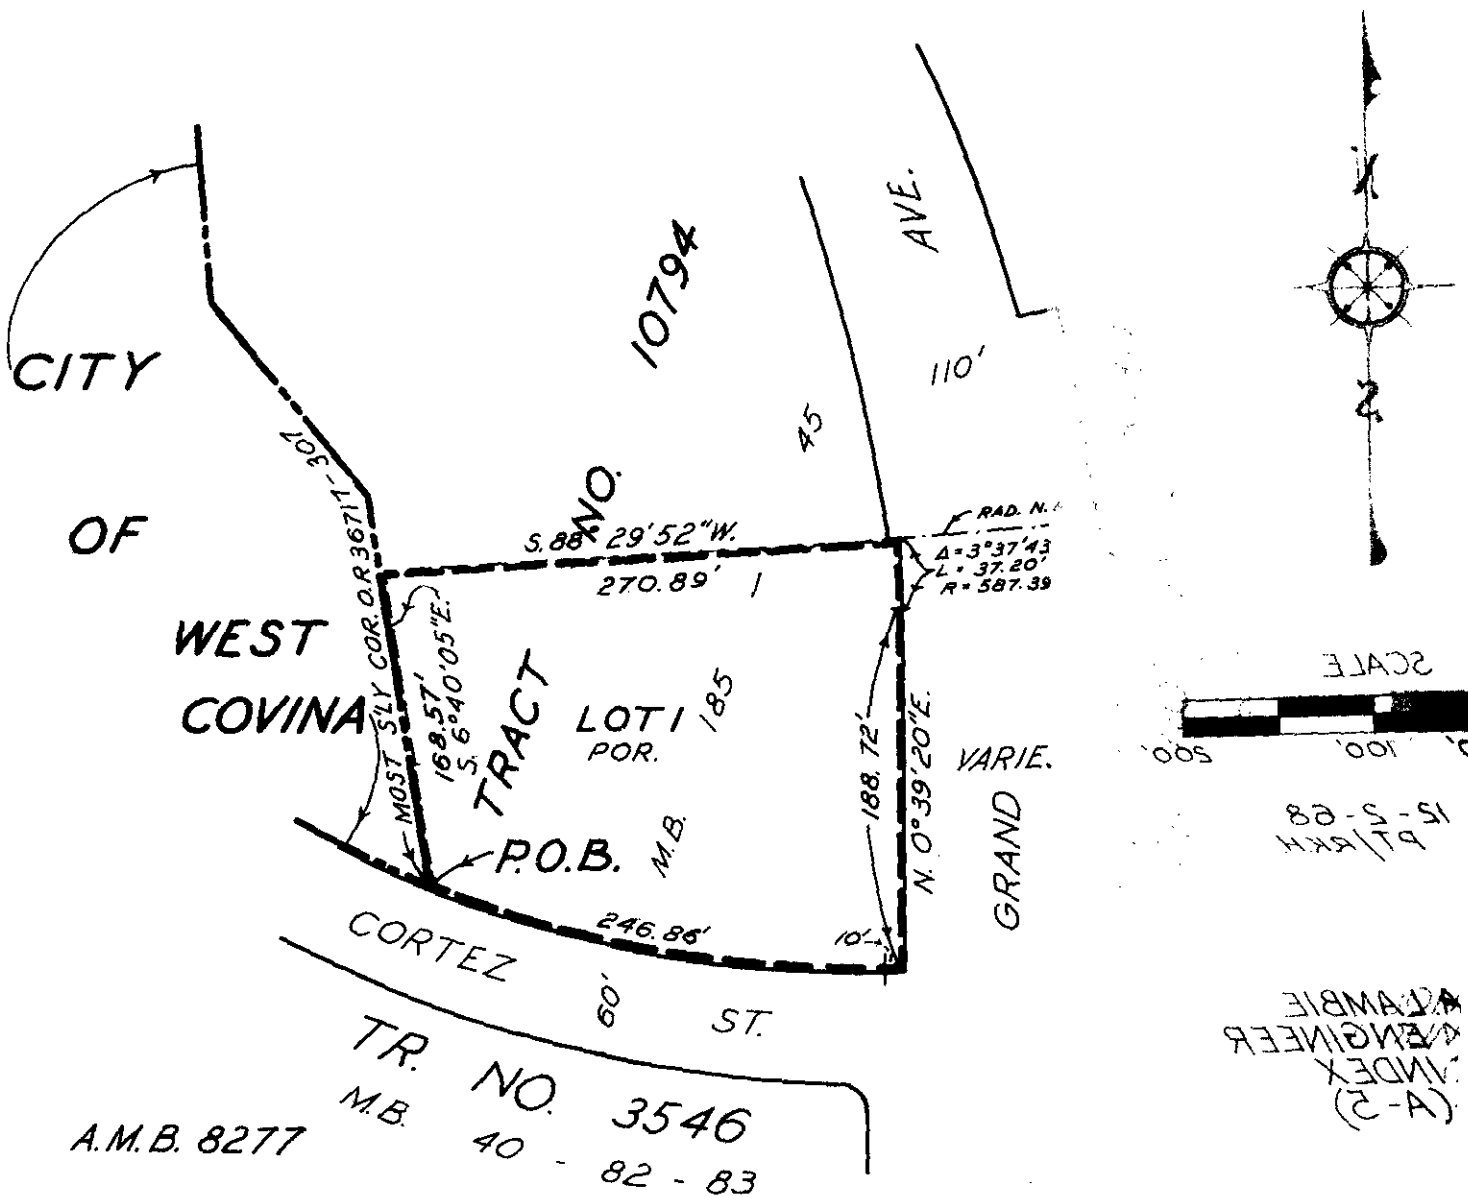 CITY
OF
WEST
COVINA
AVE.
110'
10794
NO.
TRACT
45
RAD. N.
Δ = 3°37'43
L = 37.20'
R = 587.39
S. 88° 29' 52" W.
270.89'
1
MOST S'LY COR. O.R 36717 - 307
168.57'
S. 6°40'05"E.
LOT 1
POR.
185
M.B.
188.72'
N. 0°39'20"E.
VARIE.
GRAND
P.O.B.
246.86'
10'
CORTEZ
ST.
60'
TR. NO. 3546
M.B. 40 - 82 - 83
A.M.B. 8277
N
S
SCALE
200' 100'
12-2-68
PT/RKH
LAMBIE
ENGINEER
INDEX
(A-5)